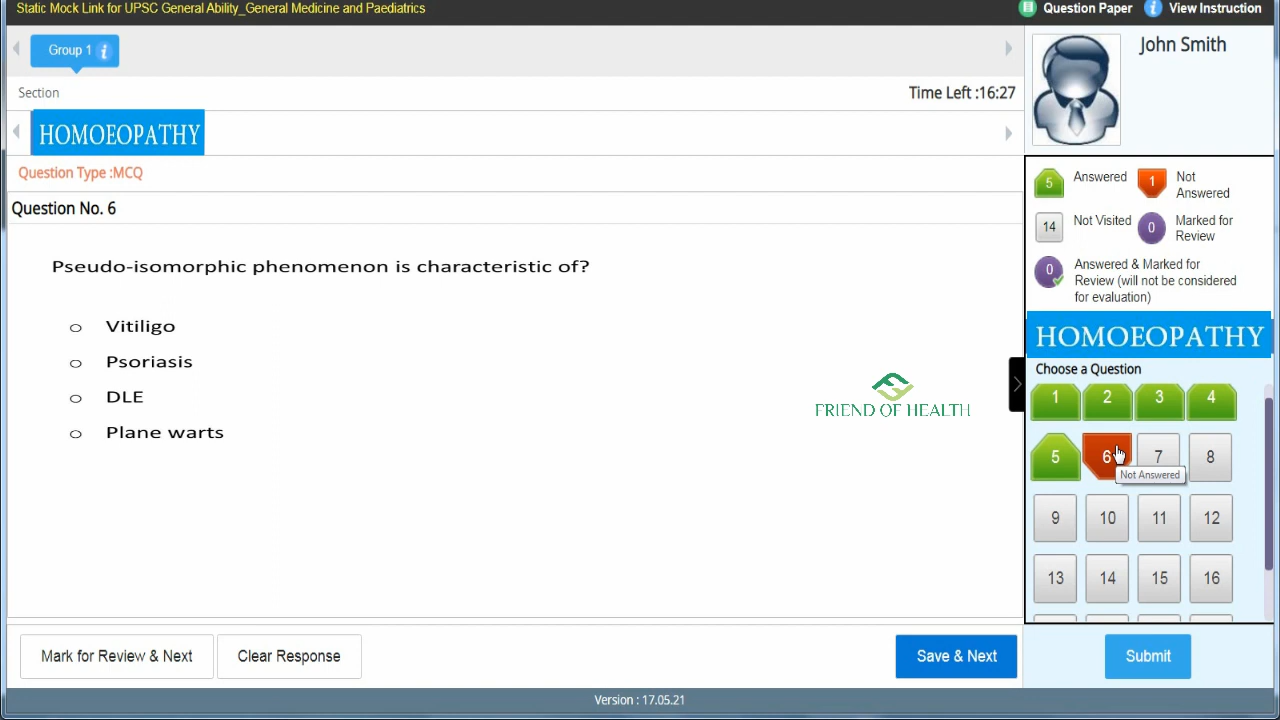 Static Mock Link for UPSC General Ability_General Medicine and Paediatrics
Question Paper
View Instruction
Group 1
John Smith
Section
Time Left :16:27
HOMOEOPATHY
Question Type :MCQ
Question No. 6
Pseudo-isomorphic phenomenon is characteristic of?
o Vitiligo
o Psoriasis
o DLE
o Plane warts
FRIEND OF HEALTH
5 Answered
1 Not
Answered
14 Not Visited
0 Marked for
Review
0 Answered & Marked for
Review (will not be considered
for evaluation)
HOMOEOPATHY
Choose a Question
1 2 3 4
5 6 7 8
Not Answered
9 10 11 12
13 14 15 16
Mark for Review & Next
Clear Response
Save & Next
Submit
Version : 17.05.21